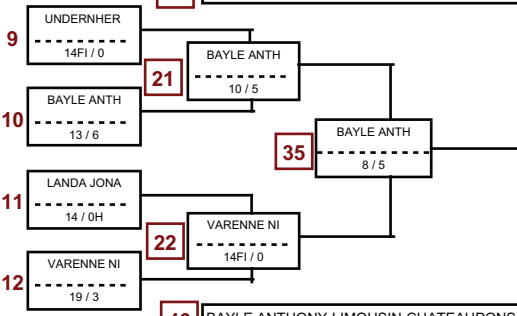 UNDERNHER
9
14FI / 0
BAYLE ANTH
21
10 / 5
BAYLE ANTH
10
13 / 6
BAYLE ANTH
35
8 / 5
LANDA JONA
11
14 / 0H
VARENNE NI
22
14FI / 0
VARENNE NI
12
19 / 3
BAYLE ANTHONY LIMOUSIN CHATEAUPONS